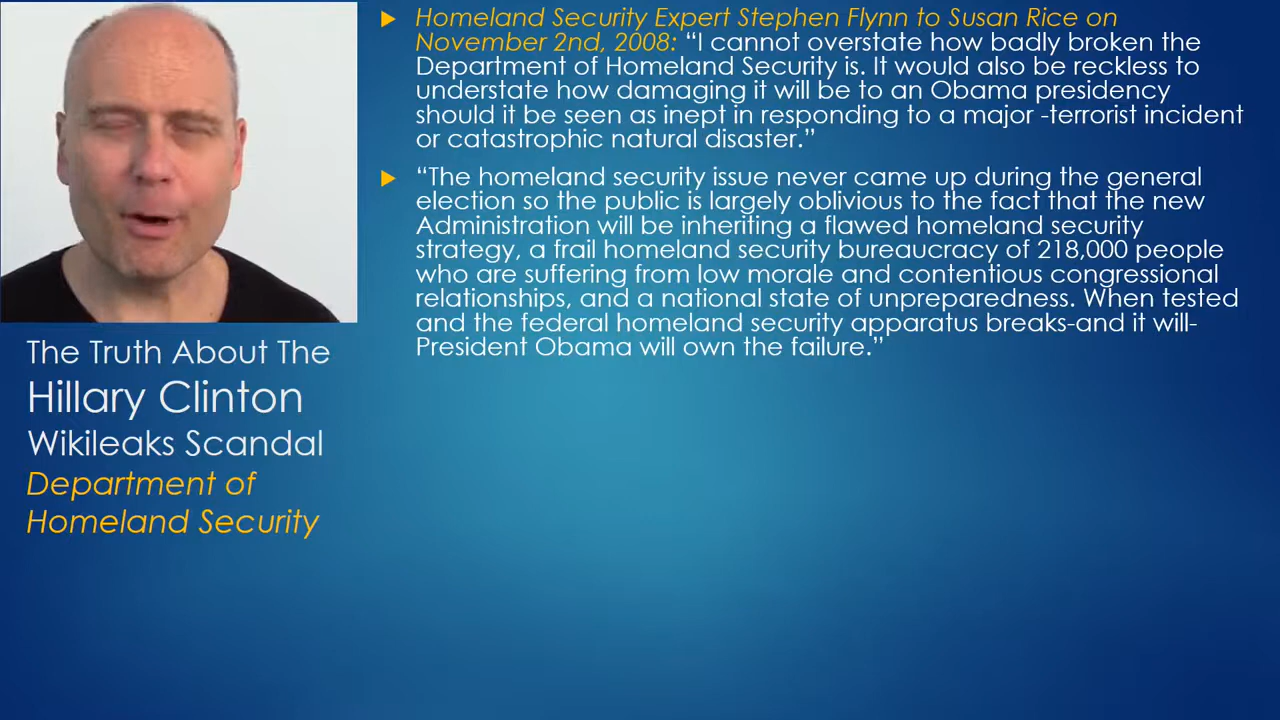 Homeland Security Expert Stephen Flynn to Susan Rice on
November 2nd, 2008: “I cannot overstate how badly broken the
Department of Homeland Security is. It would also be reckless to
understate how damaging it will be to an Obama presidency
should it be seen as inept in responding to a major -terrorist incident
or catastrophic natural disaster.”
“The homeland security issue never came up during the general
election so the public is largely oblivious to the fact that the new
Administration will be inheriting a flawed homeland security
strategy, a frail homeland security bureaucracy of 218,000 people
who are suffering from low morale and contentious congressional
relationships, and a national state of unpreparedness. When tested
and the federal homeland security apparatus breaks-and it will-
President Obama will own the failure.”
The Truth About The
Hillary Clinton
Wikileaks Scandal
Department of
Homeland Security